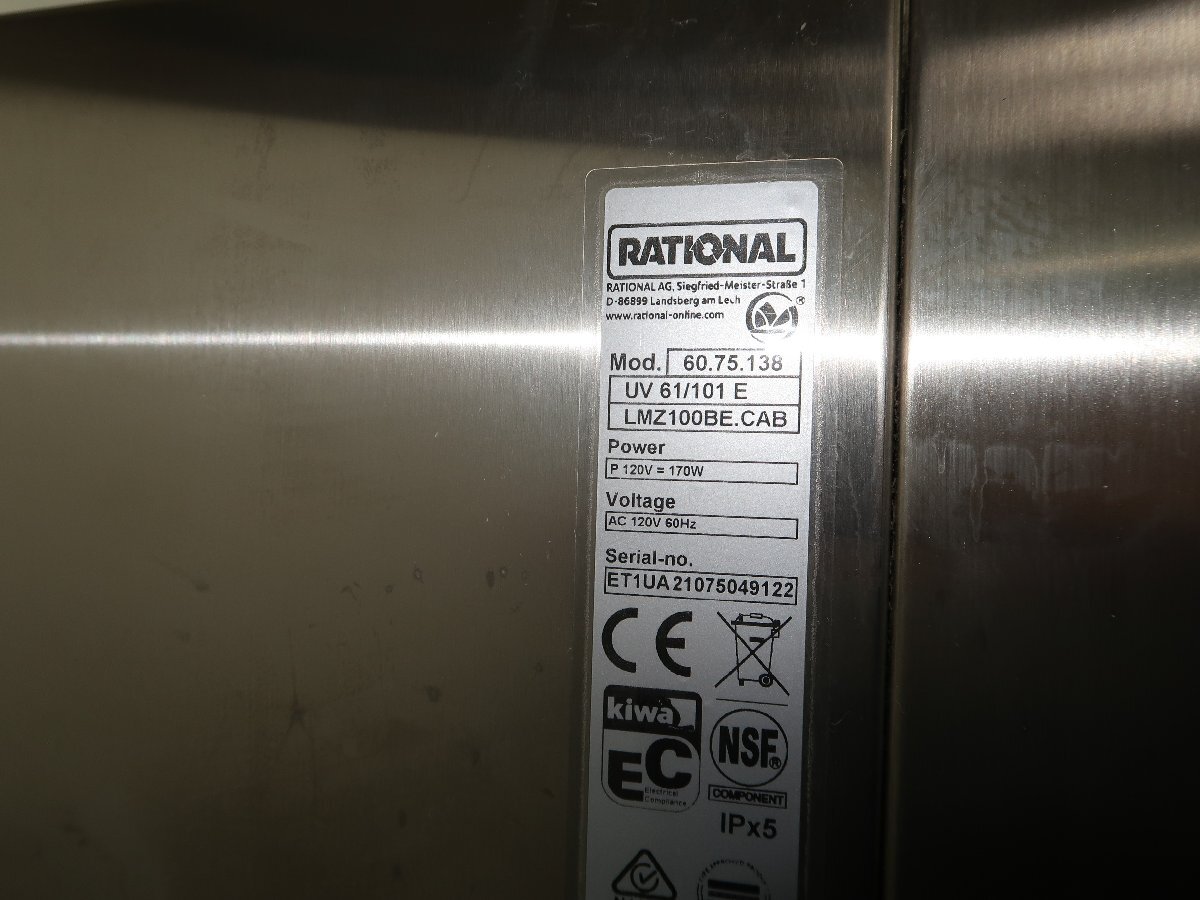 RATIONAL
RATIONAL AG, Siegfried-Meister-Straße 1
D-86899 Landsberg am Lech
www.rational-online.com
®
Mod. 60.75.138
UV 61/101 E
LMZ100BE.CAB
Power
P 120V = 170W
Voltage
AC 120V 60Hz
Serial-no.
ET1UA21075049122
CE
kiwa
EC
Electrical
Compliance
NSF®
COMPONENT
IPx5